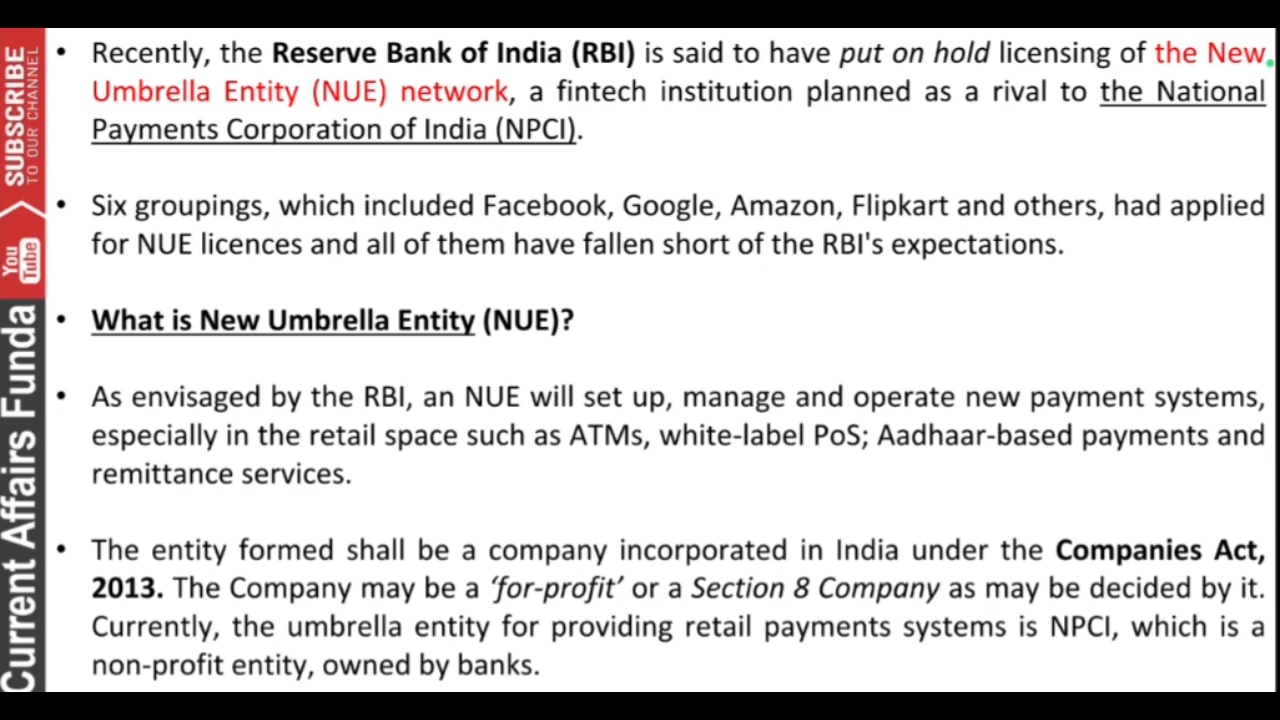 SUBSCRIBE
TO OUR CHANNEL
You
Tube
Current Affairs Funda
• Recently, the Reserve Bank of India (RBI) is said to have put on hold licensing of the New
Umbrella Entity (NUE) network, a fintech institution planned as a rival to the National
Payments Corporation of India (NPCI).
• Six groupings, which included Facebook, Google, Amazon, Flipkart and others, had applied
for NUE licences and all of them have fallen short of the RBI's expectations.
• What is New Umbrella Entity (NUE)?
• As envisaged by the RBI, an NUE will set up, manage and operate new payment systems,
especially in the retail space such as ATMs, white-label PoS; Aadhaar-based payments and
remittance services.
• The entity formed shall be a company incorporated in India under the Companies Act,
2013. The Company may be a ‘for-profit’ or a Section 8 Company as may be decided by it.
Currently, the umbrella entity for providing retail payments systems is NPCI, which is a
non-profit entity, owned by banks.